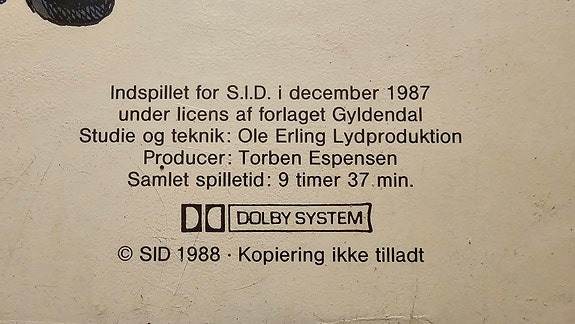 Indspillet for S.I.D. i december 1987
under licens af forlaget Gyldendal
Studie og teknik: Ole Erling Lydproduktion
Producer: Torben Espensen
Samlet spilletid: 9 timer 37 min.
DOLBY SYSTEM
© SID 1988 · Kopiering ikke tilladt